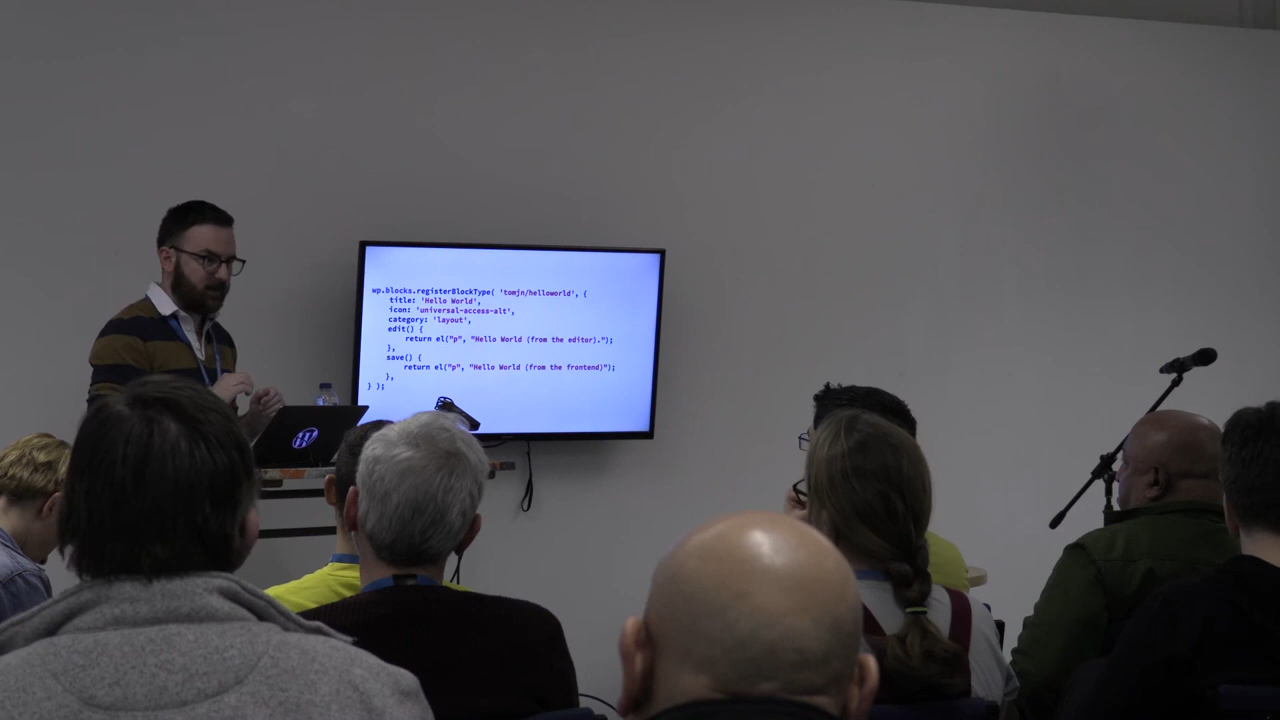 wp.blocks.registerBlockType( 'tomjn/helloworld', {
title: 'Hello World',
icon: 'universal-access-alt',
category: 'layout',
edit() {
return el("p", "Hello World (from the editor).");
},
save() {
return el("p", "Hello World (from the frontend)");
},
} );